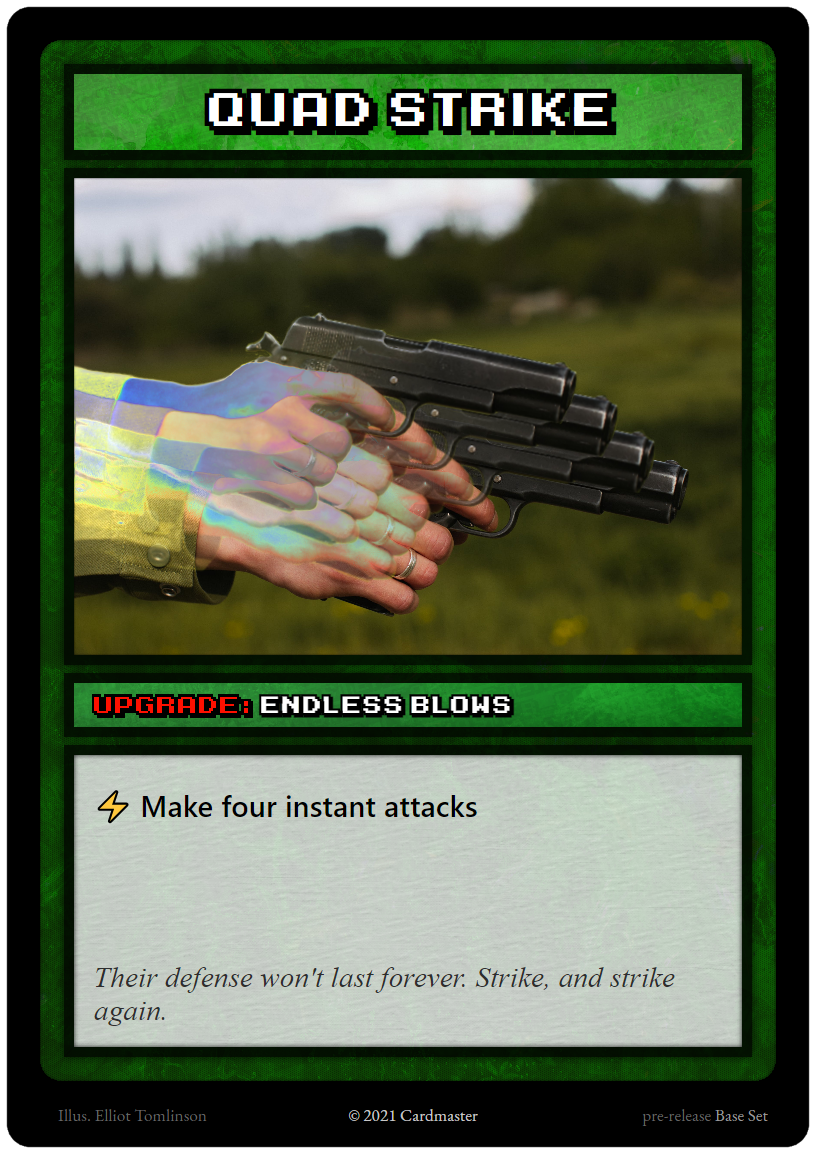 QUAD STRIKE
UPGRADE: ENDLESS BLOWS
⚡ Make four instant attacks
Their defense won't last forever. Strike, and strike
again.
Illus. Elliot Tomlinson © 2021 Cardmaster pre-release Base Set